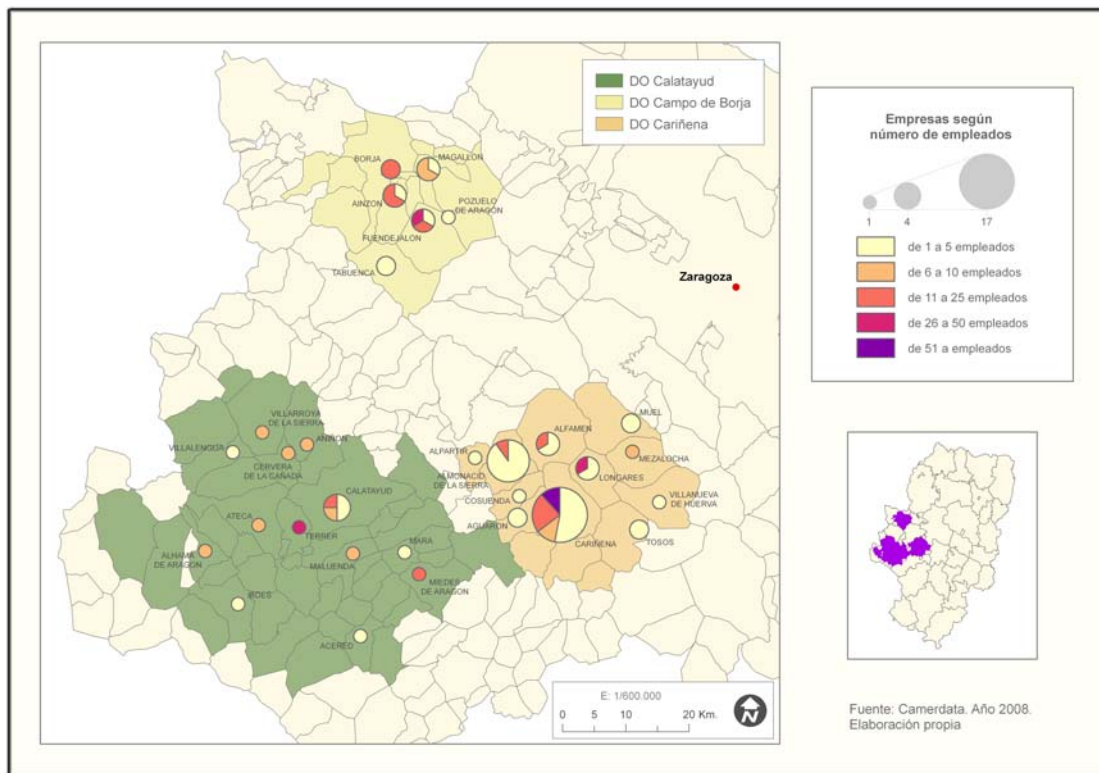 DO Calatayud
DO Campo de Borja
DO Cariñena
BORJA
MAGALLON
AINZON
POZUELO
DE ARAGÓN
FUENDEJALON
TABUENCA
Zaragoza
VILLARROYA
DE LA SIERRA
VILLALENGUA
ANIÑON
CERVERA
DE LA CAÑADA
CALATAYUD
ATECA
TERRER
ALHAMA
DE ARAGON
MALUENDA
MARA
MIEDES
DE ARAGON
IBDES
ACERED
MUEL
ALFAMEN
ALPARTIR
MEZALOCHA
ALMONACID
DE LA SIERRA
LONGARES
COSUENDA
VILLANUEVA
DE HUERVA
AGUARON
CARIÑENA
TOSOS
E: 1/600.000
0 5 10 20 Km.
N
Empresas según
número de empleados
1 4 17
de 1 a 5 empleados
de 6 a 10 empleados
de 11 a 25 empleados
de 26 a 50 empleados
de 51 a empleados
Fuente: Camerdata. Año 2008.
Elaboración propia